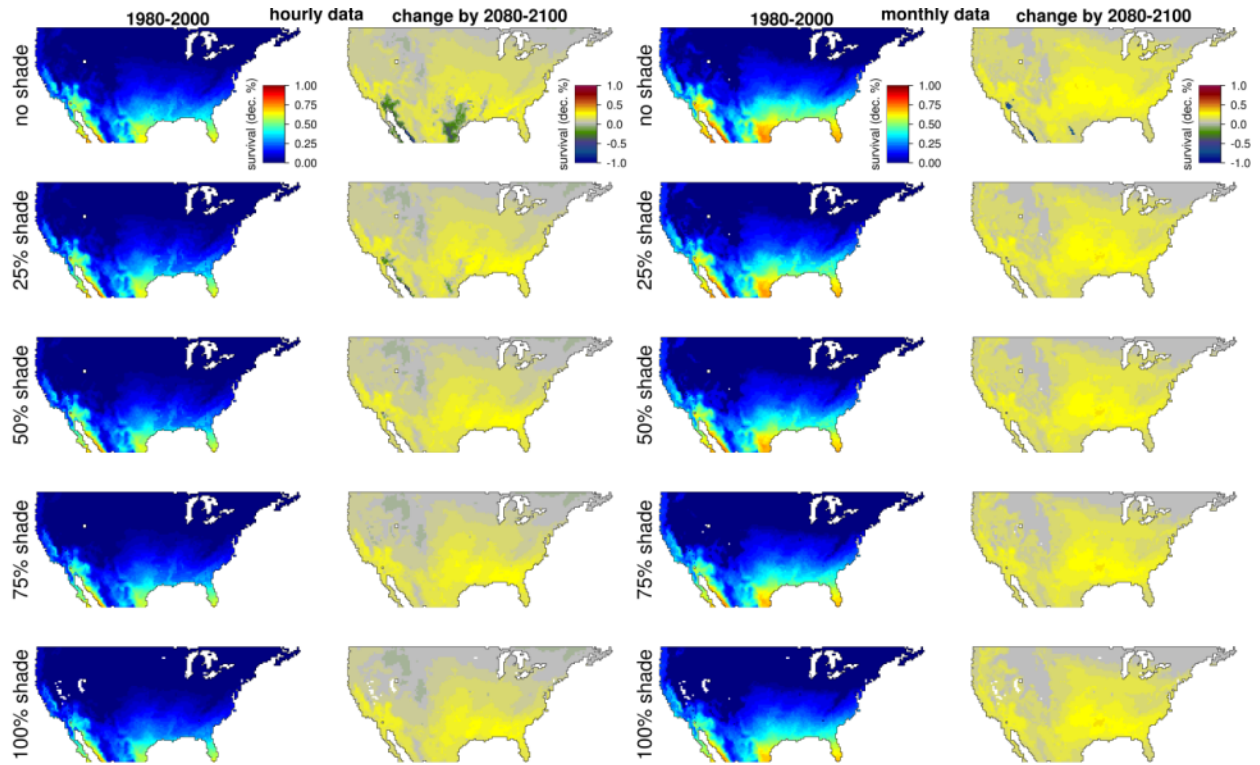 1980-2000 hourly data change by 2080-2100 1980-2000 monthly data change by 2080-2100
no shade
survival (dec. %)
1.00
0.75
0.50
0.25
0.00
survival (dec. %)
1.0
0.5
0.0
-0.5
-1.0
no shade
survival (dec. %)
1.00
0.75
0.50
0.25
0.00
survival (dec. %)
1.0
0.5
0.0
-0.5
-1.0
25% shade
25% shade
50% shade
50% shade
75% shade
75% shade
100% shade
100% shade